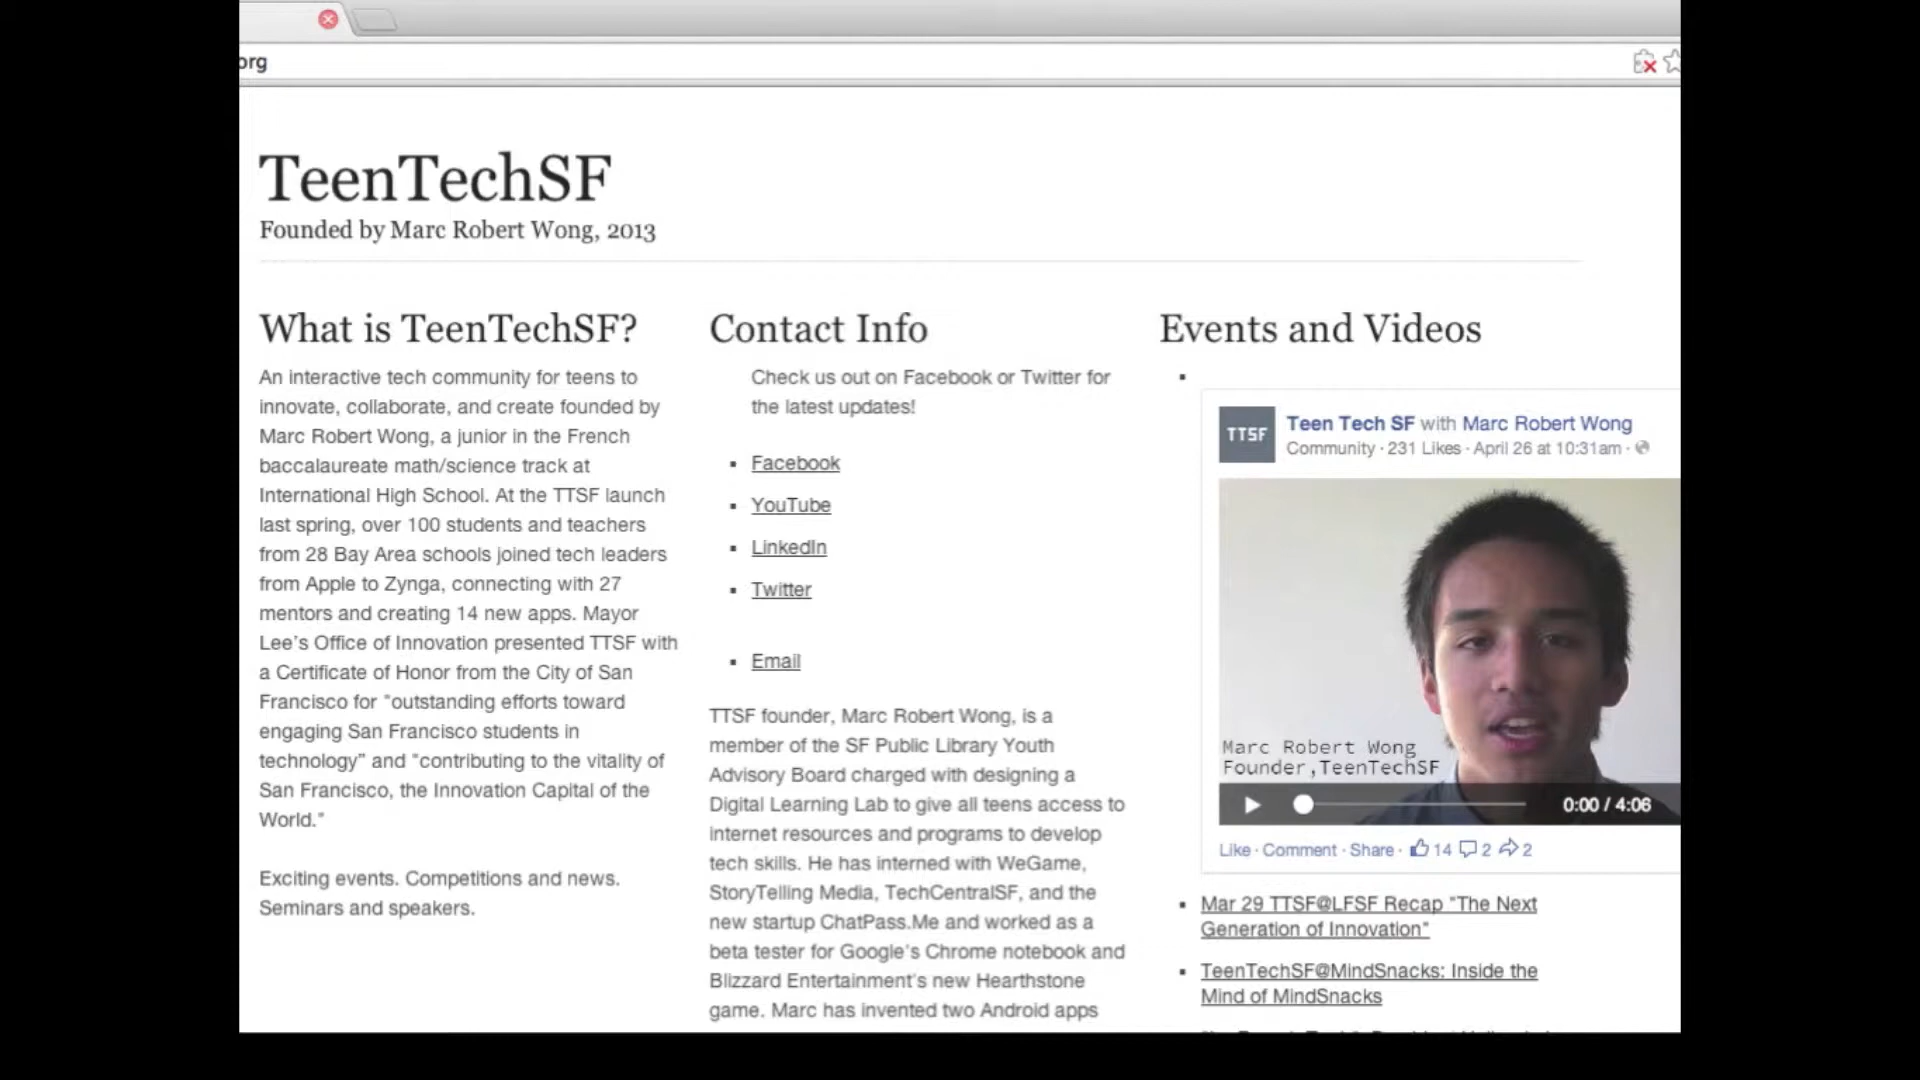 org
TeenTechSF
Founded by Marc Robert Wong, 2013
What is TeenTechSF?
An interactive tech community for teens to
innovate, collaborate, and create founded by
Marc Robert Wong, a junior in the French
baccalaureate math/science track at
International High School. At the TTSF launch
last spring, over 100 students and teachers
from 28 Bay Area schools joined tech leaders
from Apple to Zynga, connecting with 27
mentors and creating 14 new apps. Mayor
Lee's Office of Innovation presented TTSF with
a Certificate of Honor from the City of San
Francisco for "outstanding efforts toward
engaging San Francisco students in
technology" and "contributing to the vitality of
San Francisco, the Innovation Capital of the
World."
Exciting events. Competitions and news.
Seminars and speakers.
Contact Info
Check us out on Facebook or Twitter for
the latest updates!
Facebook
YouTube
LinkedIn
Twitter
Email
TTSF founder, Marc Robert Wong, is a
member of the SF Public Library Youth
Advisory Board charged with designing a
Digital Learning Lab to give all teens access to
internet resources and programs to develop
tech skills. He has interned with WeGame,
StoryTelling Media, TechCentralSF, and the
new startup ChatPass.Me and worked as a
beta tester for Google's Chrome notebook and
Blizzard Entertainment's new Hearthstone
game. Marc has invented two Android apps
Events and Videos
TTSF
Teen Tech SF with Marc Robert Wong
Community · 231 Likes · April 26 at 10:31am ·
Marc Robert Wong
Founder,TeenTechSF
0:00 / 4:06
Like · Comment · Share · 14 2 2
Mar 29 TTSF@LFSF Recap "The Next
Generation of Innovation"
TeenTechSF@MindSnacks: Inside the
Mind of MindSnacks